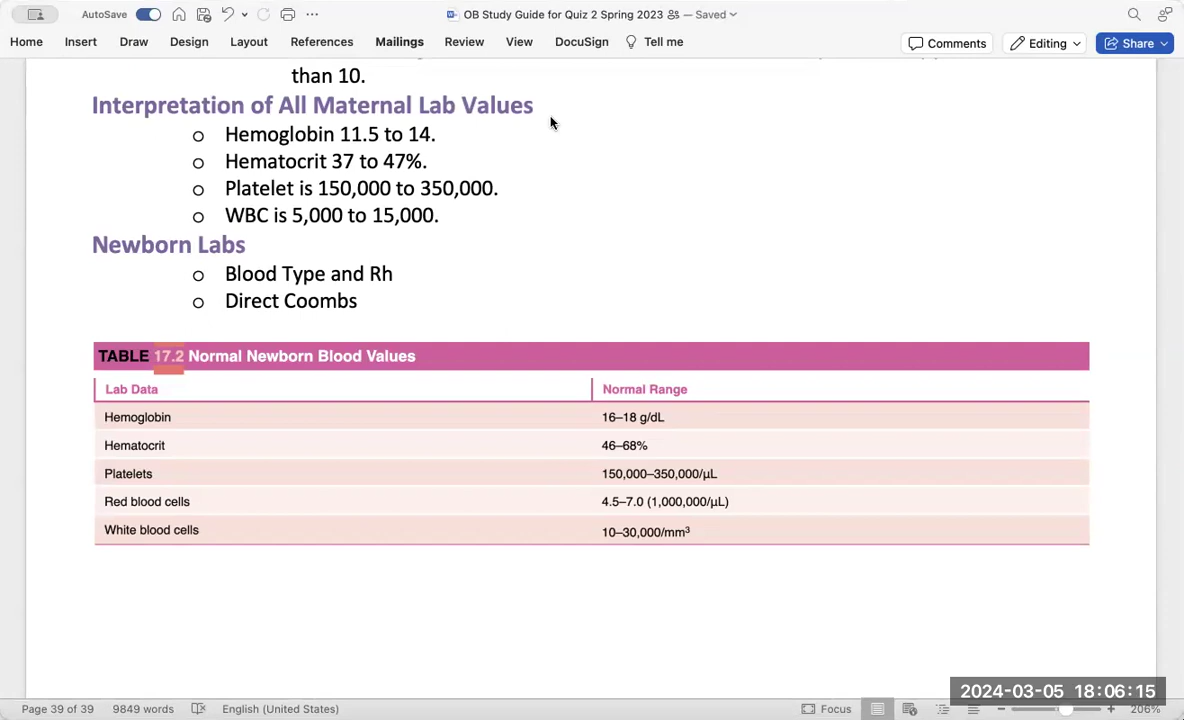 AutoSave
OB Study Guide for Quiz 2 Spring 2023 — Saved
Home Insert Draw Design Layout References Mailings Review View DocuSign Tell me Comments Editing Share
than 10.
Interpretation of All Maternal Lab Values
o Hemoglobin 11.5 to 14.
o Hematocrit 37 to 47%.
o Platelet is 150,000 to 350,000.
o WBC is 5,000 to 15,000.
Newborn Labs
o Blood Type and Rh
o Direct Coombs
TABLE 17.2 Normal Newborn Blood Values
Lab Data Normal Range
Hemoglobin 16–18 g/dL
Hematocrit 46–68%
Platelets 150,000–350,000/µL
Red blood cells 4.5–7.0 (1,000,000/µL)
White blood cells 10–30,000/mm³
2024-03-05 18:06:15
Page 39 of 39 9849 words English (United States) Focus 206%